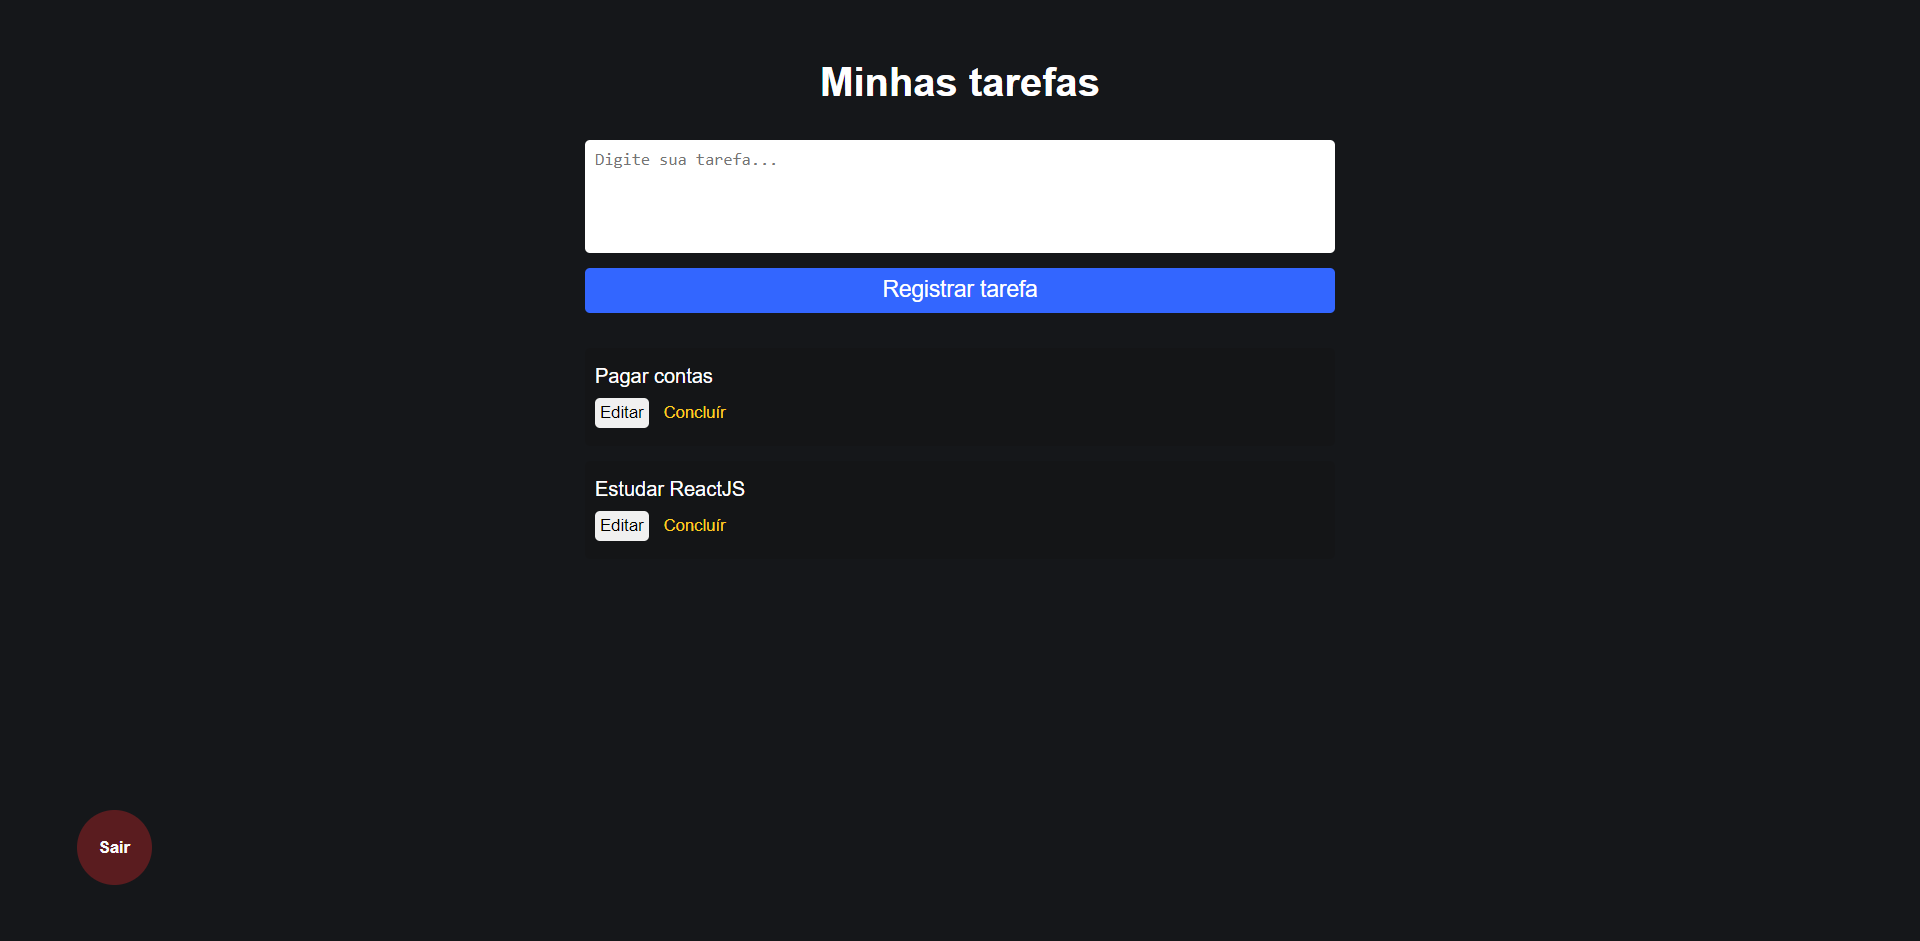 Minhas tarefas
Digite sua tarefa...
Registrar tarefa
Pagar contas
Editar Concluír
Estudar ReactJS
Editar Concluír
Sair